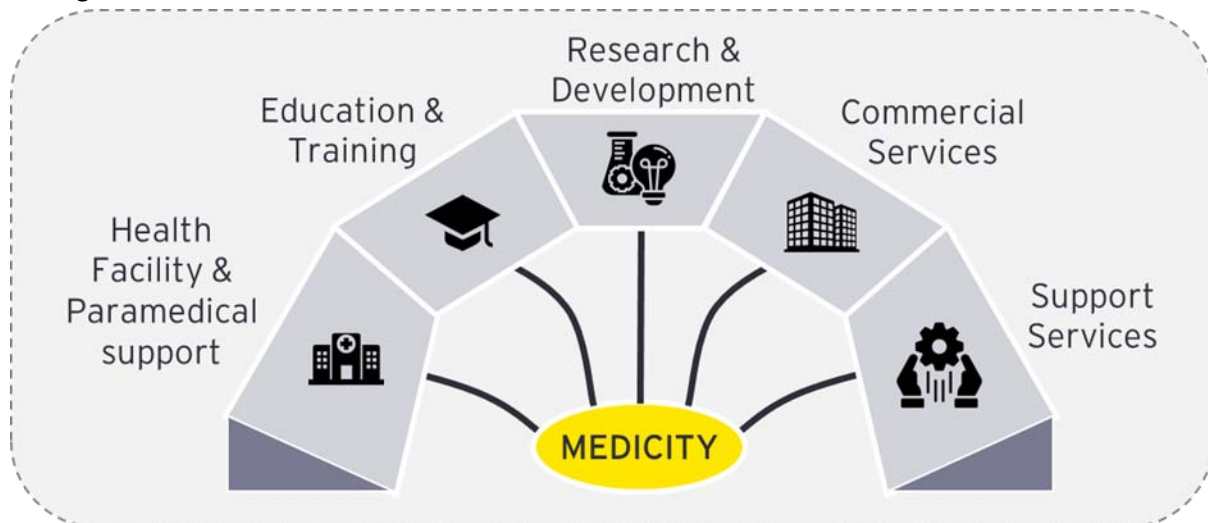 Health
Facility &
Paramedical
support
Education &
Training
Research &
Development
Commercial
Services
Support
Services
MEDICITY